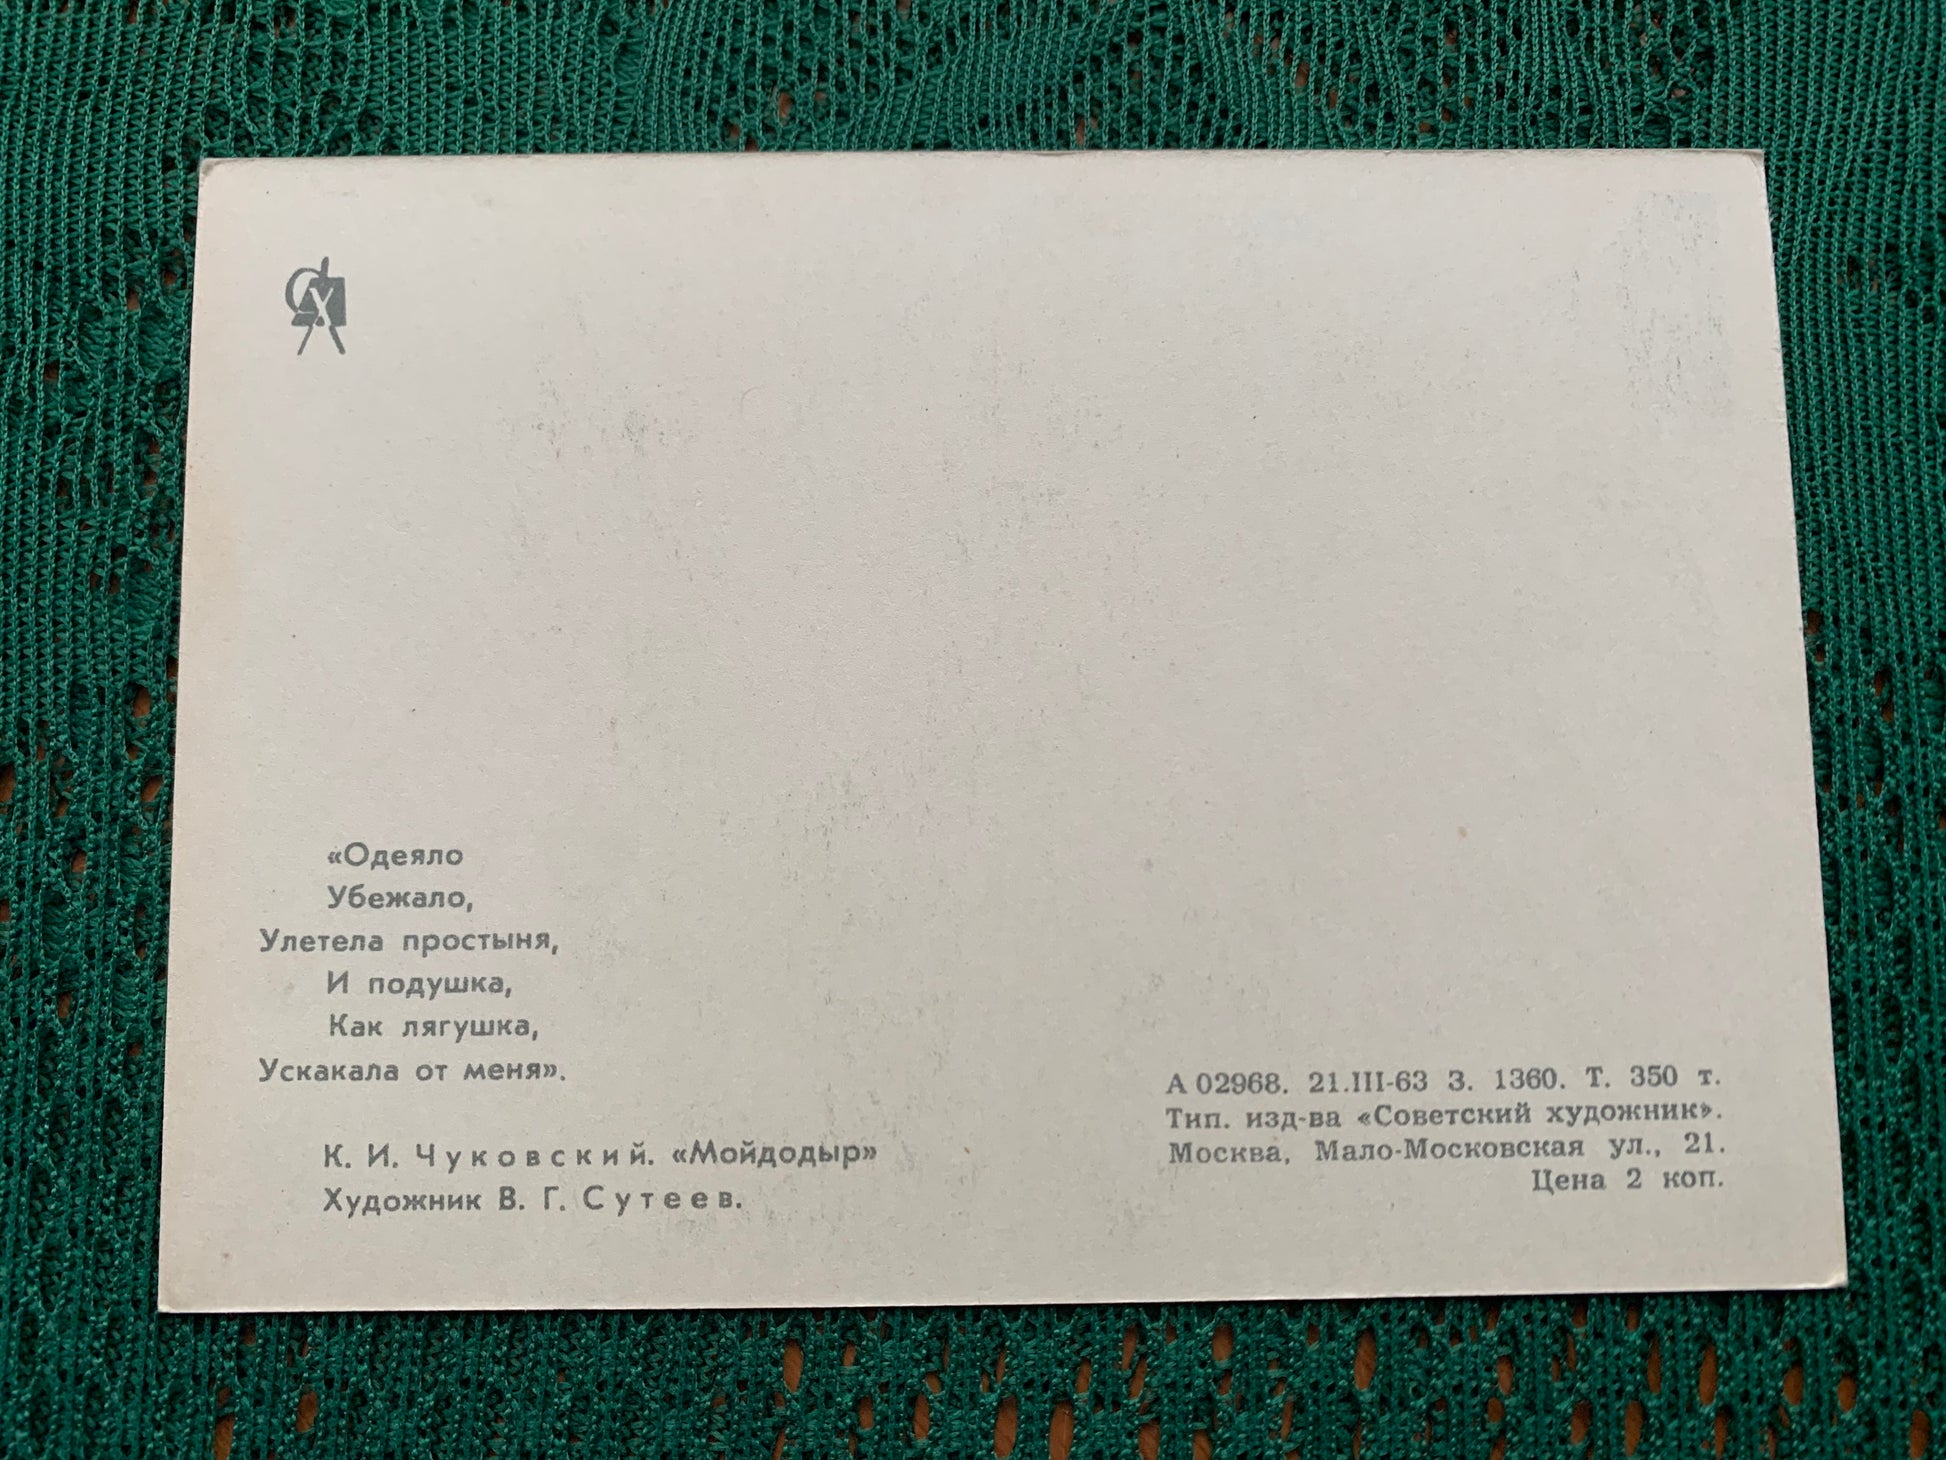 СХ
«Одеяло
Убежало,
Улетела простыня,
И подушка,
Как лягушка,
Ускакала от меня».
К. И. Чуковский. «Мойдодыр»
Художник В. Г. Сутеев.
А 02968. 21.III-63 З. 1360. Т. 350 т.
Тип. изд-ва «Советский художник».
Москва, Мало-Московская ул., 21.
Цена 2 коп.